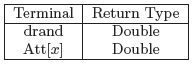 Terminal Return Type
drand Double
Att[x] Double